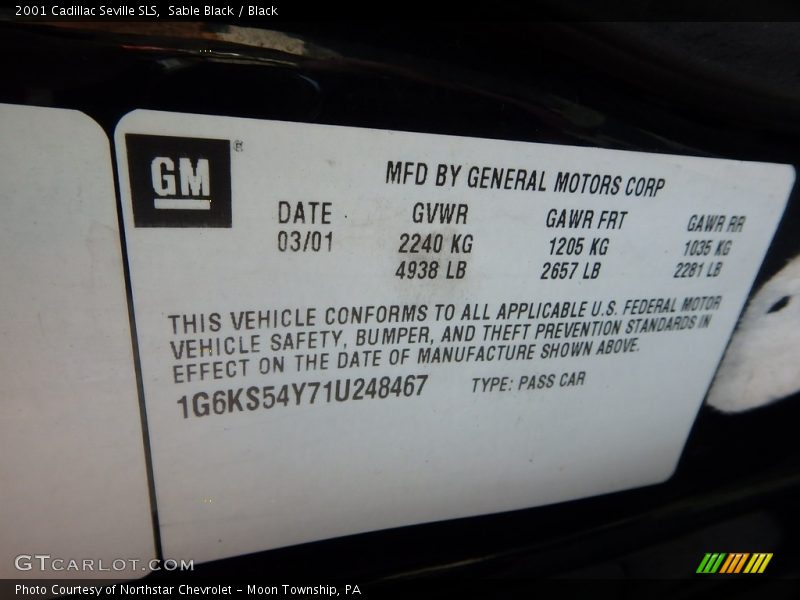 2001 Cadillac Seville SLS, Sable Black / Black
GM ®
MFD BY GENERAL MOTORS CORP
DATE GVWR GAWR FRT GAWR RR
03/01 2240 KG 1205 KG 1035 KG
4938 LB 2657 LB 2281 LB
THIS VEHICLE CONFORMS TO ALL APPLICABLE U.S. FEDERAL MOTOR
VEHICLE SAFETY, BUMPER, AND THEFT PREVENTION STANDARDS IN
EFFECT ON THE DATE OF MANUFACTURE SHOWN ABOVE.
1G6KS54Y71U248467 TYPE: PASS CAR
GTCARLOT.COM
Photo Courtesy of Northstar Chevrolet - Moon Township, PA